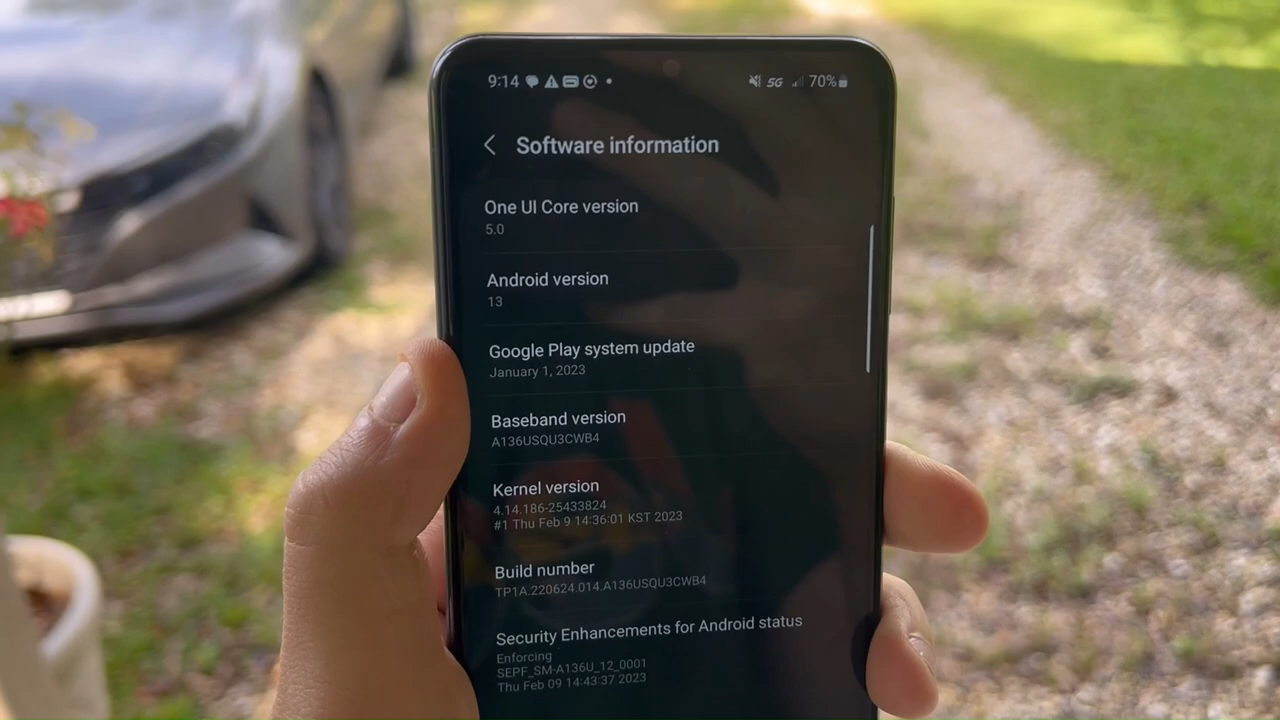 9:14 5G 70%
Software information
One UI Core version
5.0
Android version
13
Google Play system update
January 1, 2023
Baseband version
A136USQU3CWB4
Kernel version
4.14.186-25433824
#1 Thu Feb 9 14:36:01 KST 2023
Build number
TP1A.220624.014.A136USQU3CWB4
Security Enhancements for Android status
Enforcing
SEPF_SM-A136U_12_0001
Thu Feb 09 14:43:37 2023